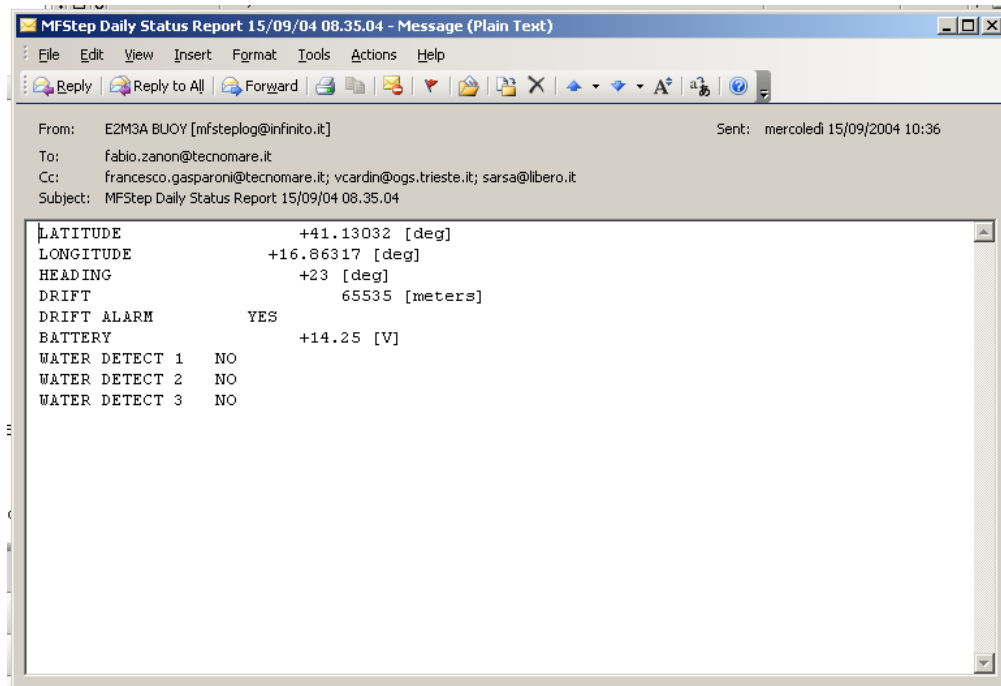 MFStep Daily Status Report 15/09/04 08.35.04 - Message (Plain Text)
File Edit View Insert Format Tools Actions Help
Reply Reply to All Forward
From: E2M3A BUOY [mfsteplog@infinito.it] Sent: mercoledì 15/09/2004 10:36
To: fabio.zanon@tecnomare.it
Cc: francesco.gasparoni@tecnomare.it; vcardin@ogs.trieste.it; sarsa@libero.it
Subject: MFStep Daily Status Report 15/09/04 08.35.04
LATITUDE +41.13032 [deg]
LONGITUDE +16.86317 [deg]
HEADING +23 [deg]
DRIFT 65535 [meters]
DRIFT ALARM YES
BATTERY +14.25 [V]
WATER DETECT 1 NO
WATER DETECT 2 NO
WATER DETECT 3 NO